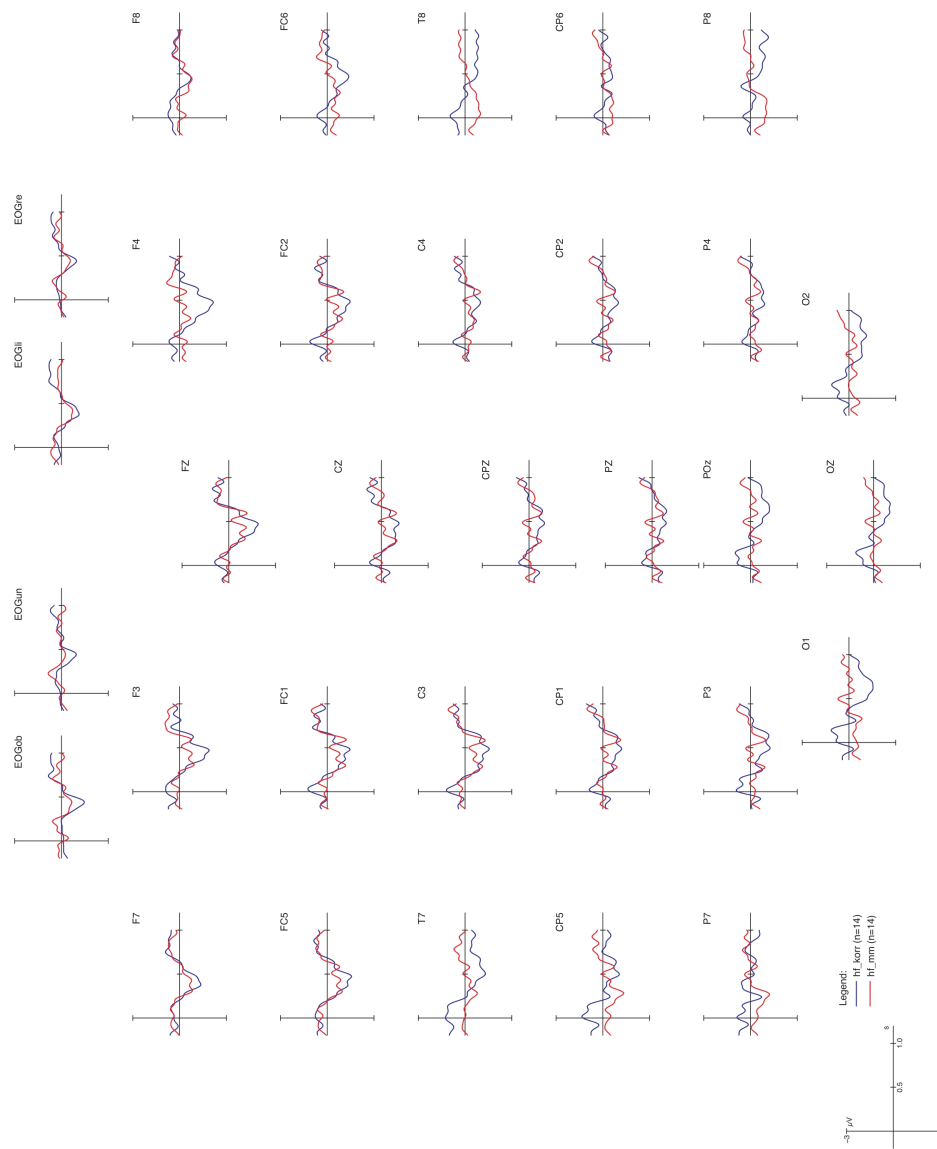 F8
FC6
T8
CP6
P8
EOGre
F4
FC2
C4
CP2
P4
O2
EOGli
FZ
CZ
CPZ
PZ
POz
OZ
EOGun
F3
FC1
C3
CP1
P3
O1
EOGob
F7
FC5
T7
CP5
P7
Legend:
hf_korr (n=14)
hf_mm (n=14)
−3
µV
0.5
1.0
s